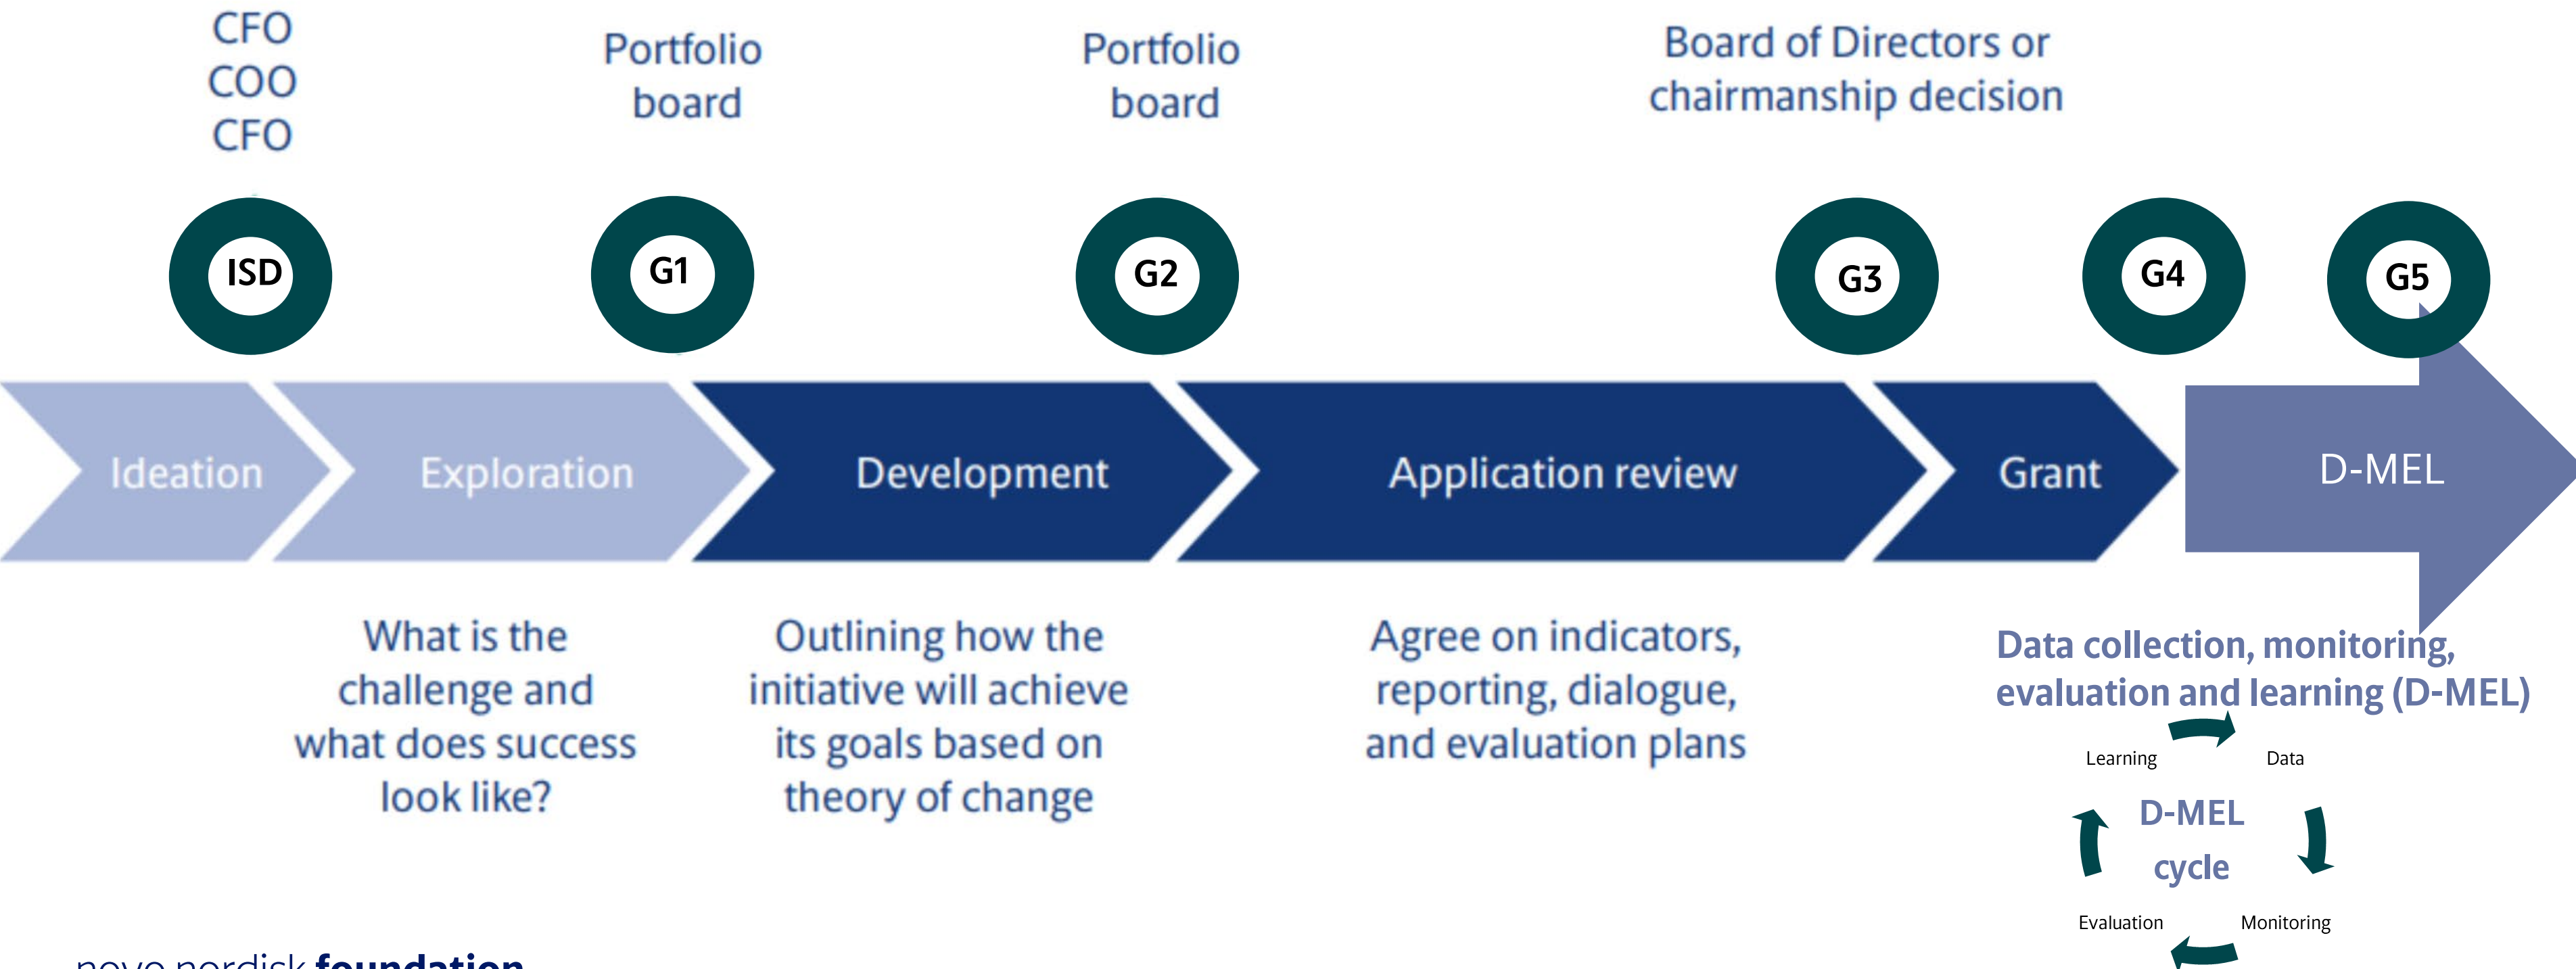 CFO
COO
CFO
Portfolio
board
Portfolio
board
Board of Directors or
chairmanship decision
ISD
G1
G2
G3
G4
G5
Ideation
Exploration
Development
Application review
Grant
D-MEL
What is the
challenge and
what does success
look like?
Outlining how the
initiative will achieve
its goals based on
theory of change
Agree on indicators,
reporting, dialogue,
and evaluation plans
Data collection, monitoring,
evaluation and learning (D-MEL)
Learning
Data
D-MEL
cycle
Evaluation
Monitoring
novo nordisk foundation